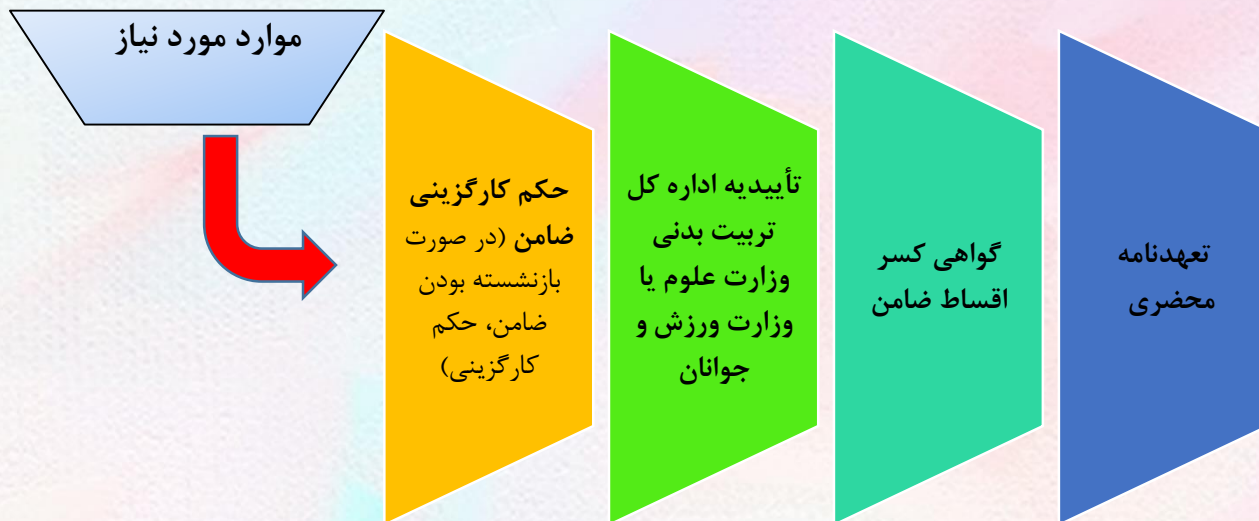 موارد مورد نیاز
حکم کارگزینی
ضامن (در صورت
بازنشسته بودن
ضامن، حکم
کارگزینی)
تأییدیه اداره کل
تربیت بدنی
وزارت علوم یا
وزارت ورزش و
جوانان
گواهی کسر
اقساط ضامن
تعهدنامه
محضری